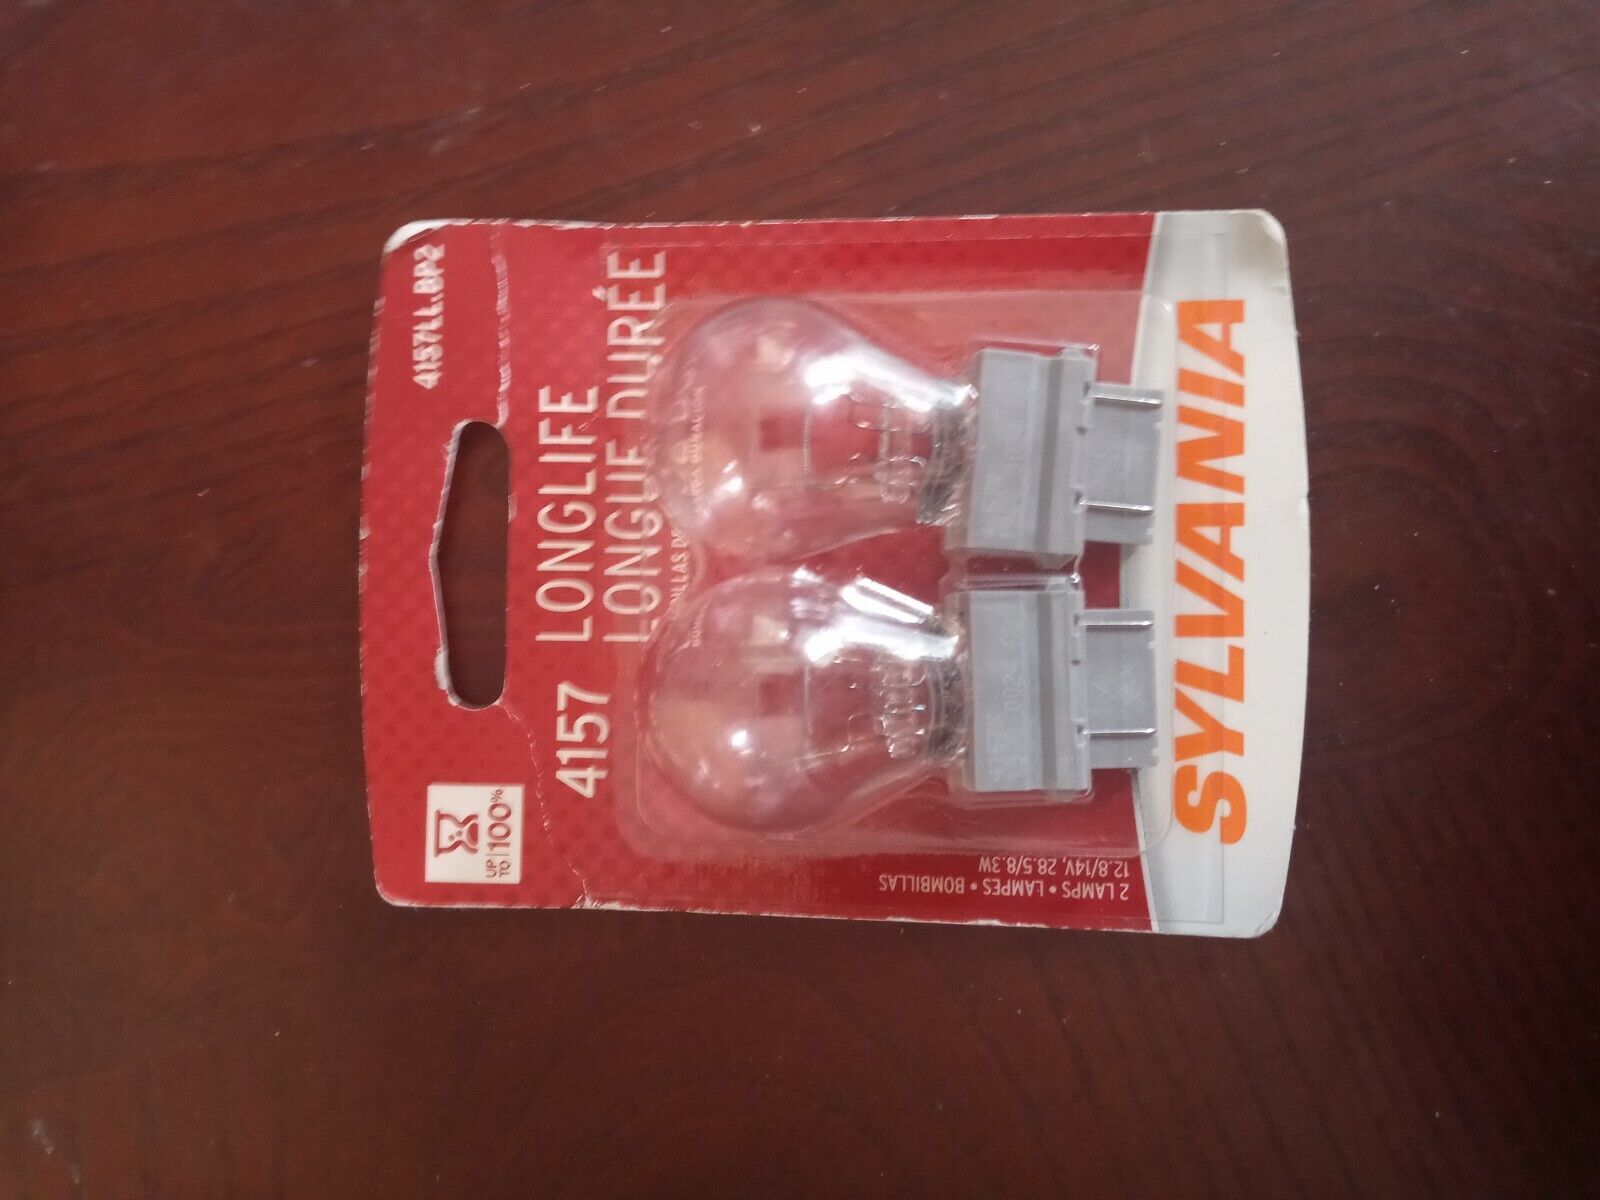 4157LL.BP2
UP
TO
100%
4157 LONGLIFE
LONGUE DURÉE
2 LAMPS • LAMPES • BOMBILLAS
12.8/14V, 28.5/8.3W
SYLVANIA